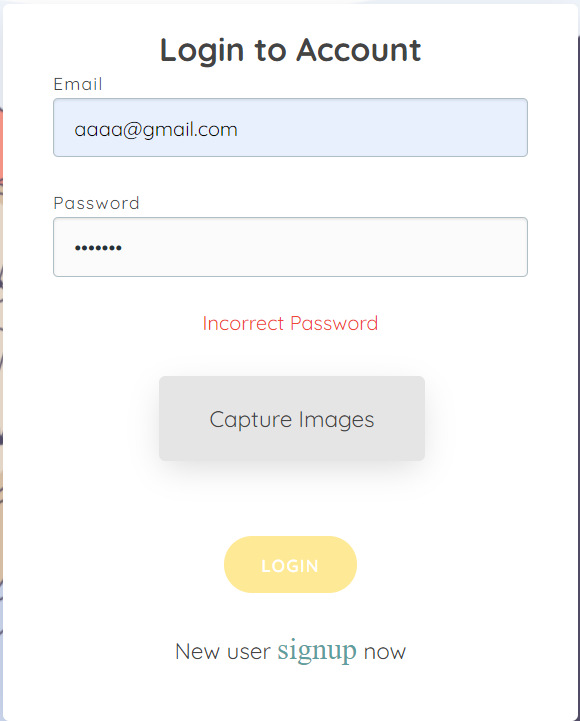 Login to Account
Email
aaaa@gmail.com
Password
•••••••
Incorrect Password
Capture Images
LOGIN
New user signup now